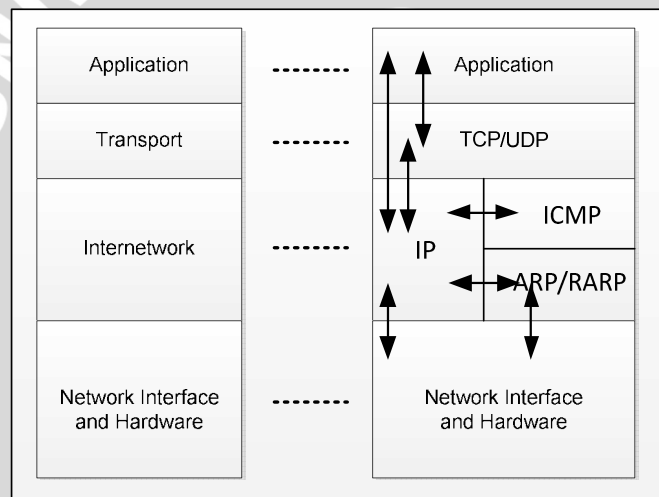 Application
Application
Transport
TCP/UDP
Internetwork
IP
ICMP
ARP/RARP
Network Interface
and Hardware
Network Interface
and Hardware